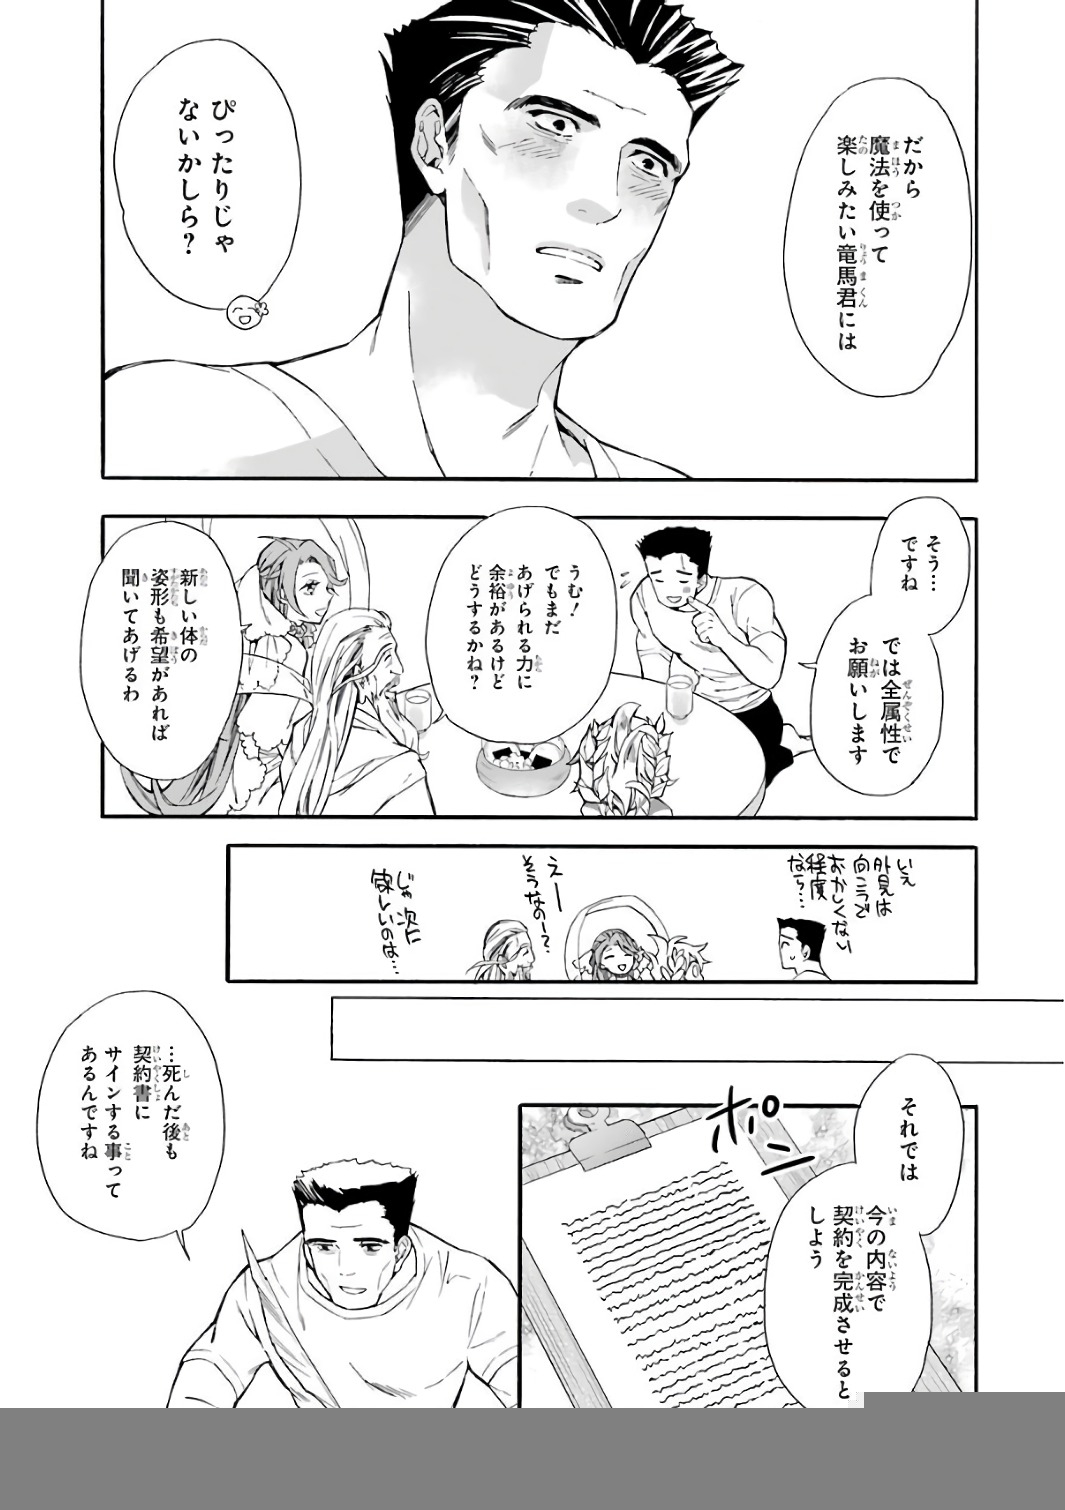 だから
魔法を使って
楽しみたい竜馬君には
ぴったりじゃ
ないかしら?
そう…
ですね
では全属性で
お願いします
うむ!
でもまだ
あげられる力に
余裕があるけど
どうするかね?
新しい体の
姿形も希望があれば
聞いてあげるわ
いえ
外見は
向こうで
おかしくない
程度
なら…
えー
そうなの〜?
じゃ次に
欲しいのは…
ポン
それでは
今の内容で
契約を完成させると
しよう
…死んだ後も
契約書に
サインする事って
あるんですね